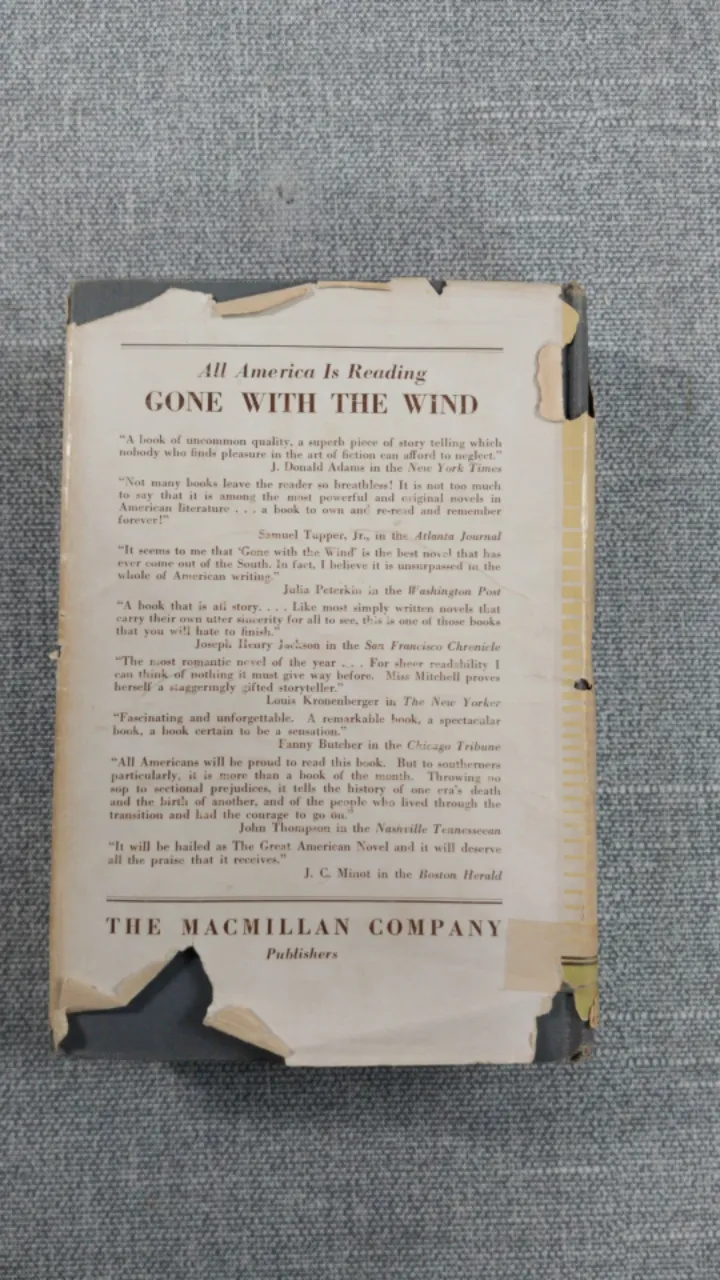 All America Is Reading
GONE WITH THE WIND
"A book of uncommon quality, a superb piece of story telling which
nobody who finds pleasure in the art of fiction can afford to neglect."
J. Donald Adams in the New York Times
"Not many books leave the reader so breathless! It is not too much
to say that it is among the most powerful and original novels in
American literature . . . a book to own and re-read and remember
forever!"
Samuel Tupper, Jr., in the Atlanta Journal
"It seems to me that 'Gone with the Wind' is the best novel that has
ever come out of the South. In fact, I believe it is unsurpassed in the
whole of American writing."
Julia Peterkin in the Washington Post
"A book that is all story. . . . Like most simply written novels that
carry their own utter sincerity for all to see, this is one of those books
that you will hate to finish."
Joseph Henry Jackson in the San Francisco Chronicle
"The most romantic novel of the year . . . For sheer readability I
can think of nothing it must give way before. Miss Mitchell proves
herself a staggeringly gifted storyteller."
Louis Kronenberger in The New Yorker
"Fascinating and unforgettable. A remarkable book, a spectacular
book, a book certain to be a sensation."
Fanny Butcher in the Chicago Tribune
"All Americans will be proud to read this book. But to southerners
particularly, it is more than a book of the month. Throwing no
sop to sectional prejudices, it tells the history of one era's death
and the birth of another, and of the people who lived through the
transition and had the courage to go on."
John Thompson in the Nashville Tennessean
"It will be hailed as The Great American Novel and it will deserve
all the praise that it receives."
J. C. Minot in the Boston Herald
THE MACMILLAN COMPANY
Publishers